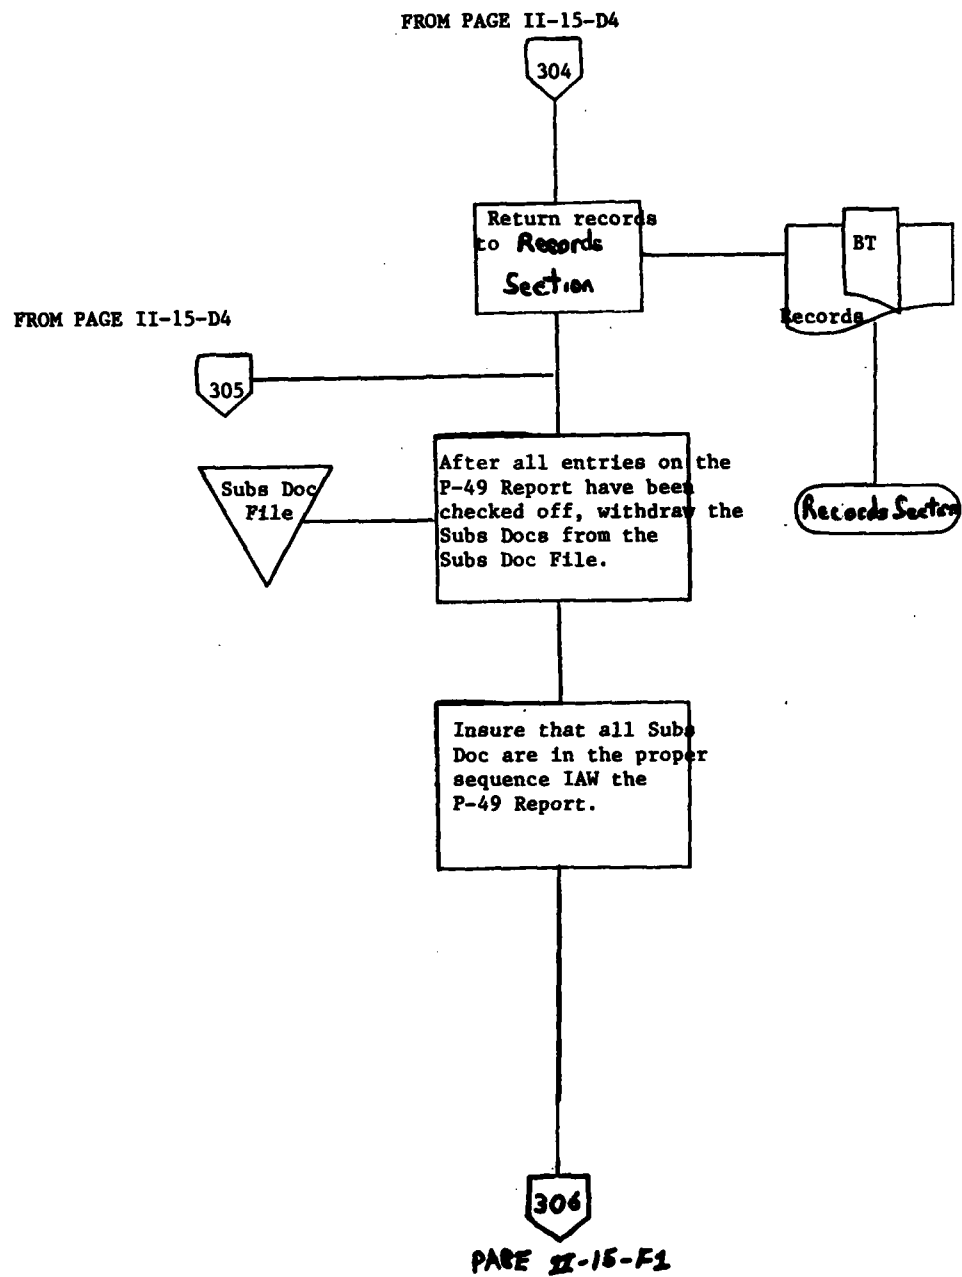 FROM PAGE II-15-D4
304
Return records
to Records
Section
BT
Records
FROM PAGE II-15-D4
305
Subs Doc
File
After all entries on the
P-49 Report have been
checked off, withdraw the
Subs Docs from the
Subs Doc File.
Records Section
Insure that all Subs
Doc are in the proper
sequence IAW the
P-49 Report.
306
PAGE II-15-F1